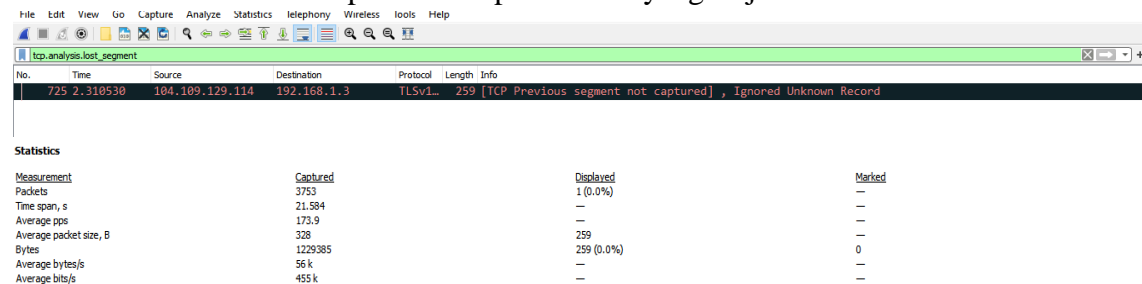 File Edit View Go Capture Analyze Statistics Telephony Wireless Tools Help
tcp.analysis.lost_segment
No. Time Source Destination Protocol Length Info
725 2.310530 104.109.129.114 192.168.1.3 TLSv1… 259 [TCP Previous segment not captured] , Ignored Unknown Record
Statistics
Measurement Captured Displayed Marked
Packets 3753 1 (0.0%) —
Time span, s 21.584 — —
Average pps 173.9 — —
Average packet size, B 328 259 —
Bytes 1229385 259 (0.0%) 0
Average bytes/s 56 k — —
Average bits/s 455 k — —